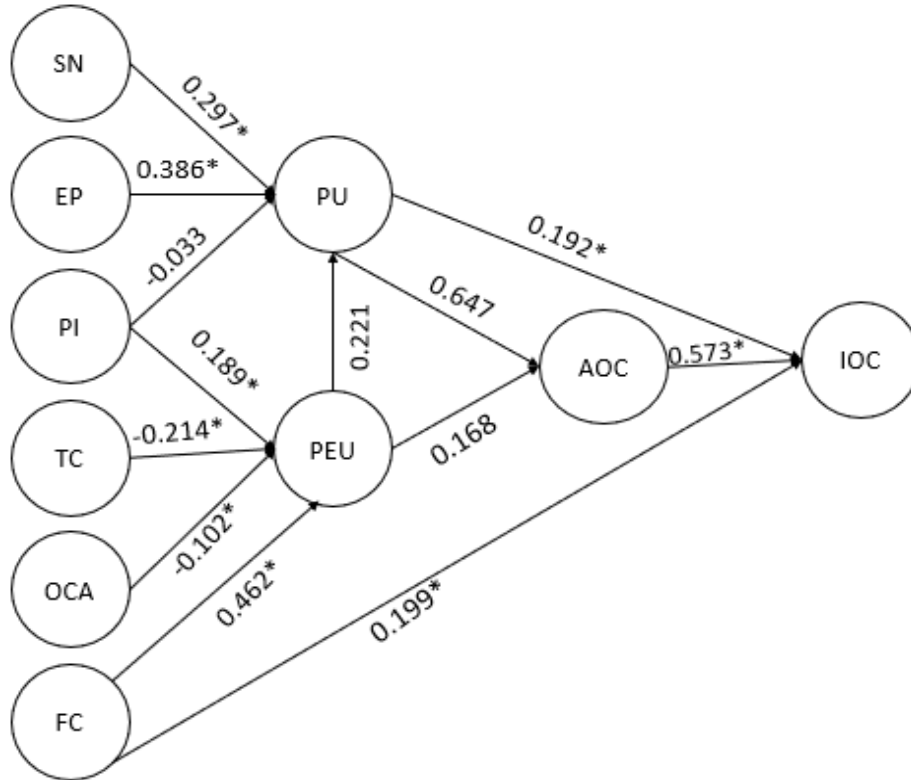 SN
0.297*
EP
0.386*
PU
-0.033
0.192*
PI
0.189*
0.221
0.647
AOC
0.573*
IOC
TC
-0.214*
PEU
0.168
OCA
-0.102*
0.462*
0.199*
FC